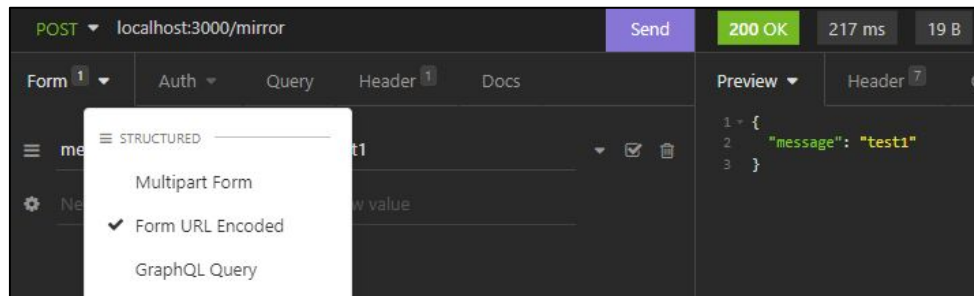 POST localhost:3000/mirror Send 200 OK 217 ms 19 B
Form 1 Auth Query Header 1 Docs Preview Header 7
STRUCTURED
Multipart Form
Form URL Encoded
GraphQL Query
1 {
2 "message": "test1"
3 }